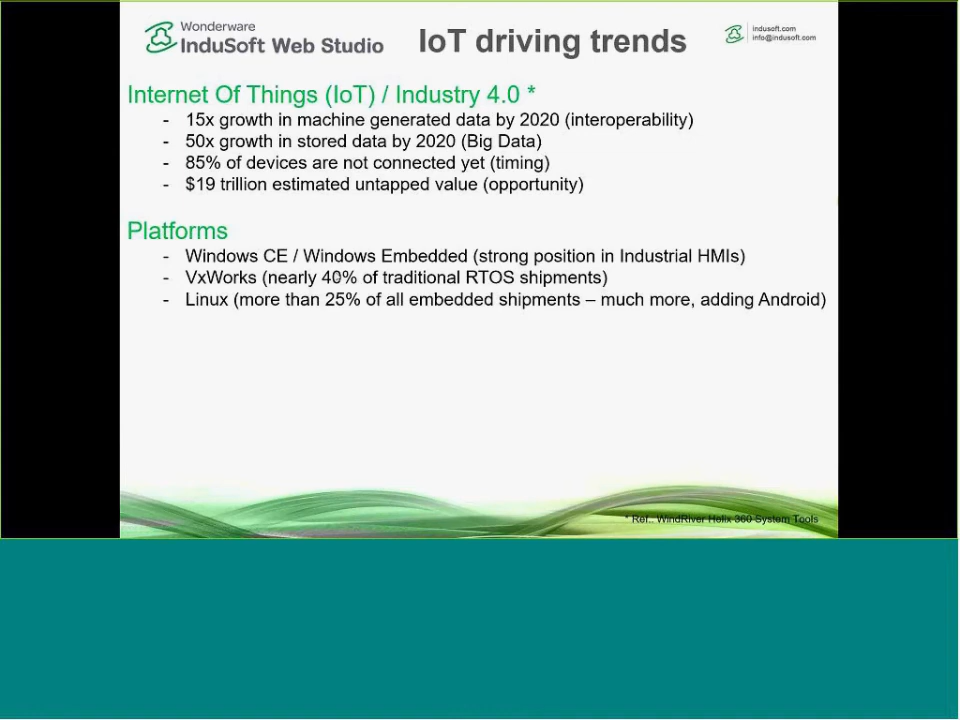 Wonderware
InduSoft Web Studio
IoT driving trends
indusoft.com
info@indusoft.com
Internet Of Things (IoT) / Industry 4.0 *
- 15x growth in machine generated data by 2020 (interoperability)
- 50x growth in stored data by 2020 (Big Data)
- 85% of devices are not connected yet (timing)
- $19 trillion estimated untapped value (opportunity)
Platforms
- Windows CE / Windows Embedded (strong position in Industrial HMIs)
- VxWorks (nearly 40% of traditional RTOS shipments)
- Linux (more than 25% of all embedded shipments – much more, adding Android)
* Ref.: WindRiver Helix 360 System Tools